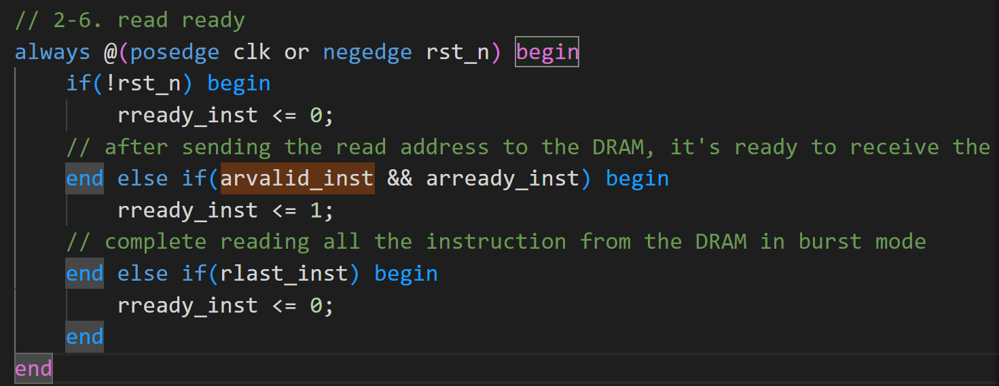 // 2-6. read ready
always @(posedge clk or negedge rst_n) begin
if(!rst_n) begin
rready_inst <= 0;
// after sending the read address to the DRAM, it's ready to receive the
end else if(arvalid_inst && arready_inst) begin
rready_inst <= 1;
// complete reading all the instruction from the DRAM in burst mode
end else if(rlast_inst) begin
rready_inst <= 0;
end
end